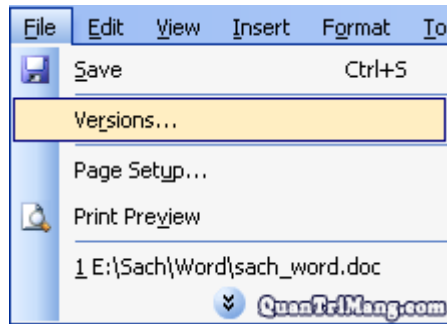 File Edit View Insert Format To
Save Ctrl+S
Versions...
Page Setup...
Print Preview
1 E:\Sach\Word\sach_word.doc
QuanTriMang.com